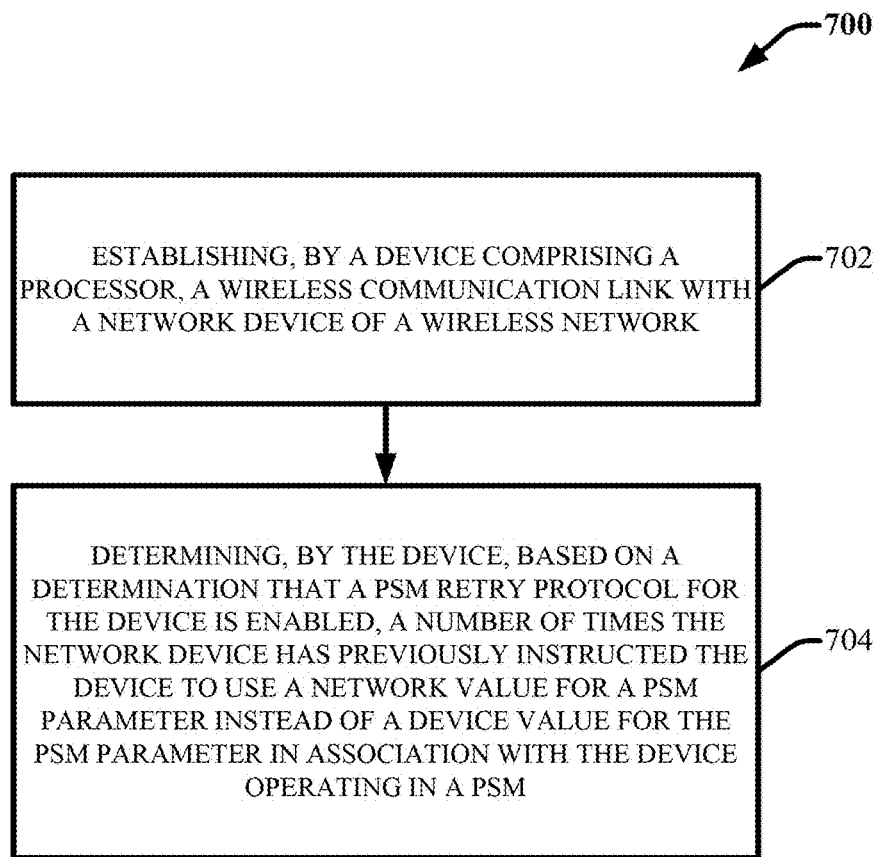 700
ESTABLISHING, BY A DEVICE COMPRISING A
PROCESSOR, A WIRELESS COMMUNICATION LINK WITH
A NETWORK DEVICE OF A WIRELESS NETWORK
702
DETERMINING, BY THE DEVICE, BASED ON A
DETERMINATION THAT A PSM RETRY PROTOCOL FOR
THE DEVICE IS ENABLED, A NUMBER OF TIMES THE
NETWORK DEVICE HAS PREVIOUSLY INSTRUCTED THE
DEVICE TO USE A NETWORK VALUE FOR A PSM
PARAMETER INSTEAD OF A DEVICE VALUE FOR THE
PSM PARAMETER IN ASSOCIATION WITH THE DEVICE
OPERATING IN A PSM
704